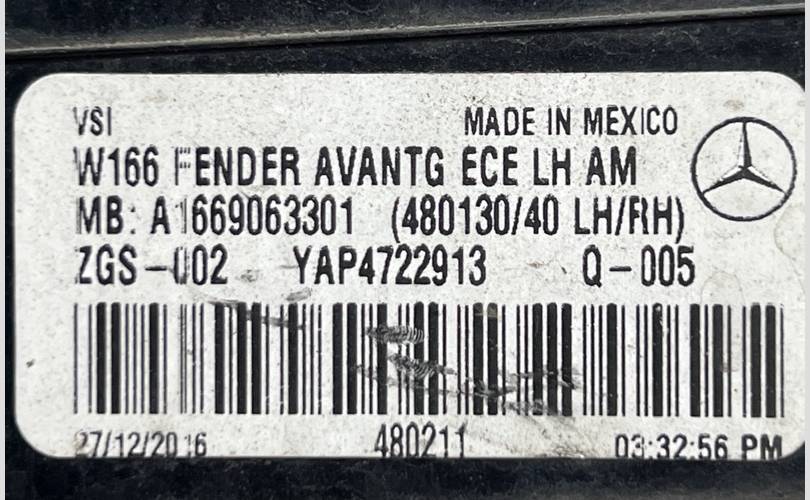 VSI MADE IN MEXICO
W166 FENDER AVANTG ECE LH AM
MB: A1669063301 (480130/40 LH/RH)
ZGS-002 YAP4722913 Q-005
27/12/2016 480211 03:32:56 PM